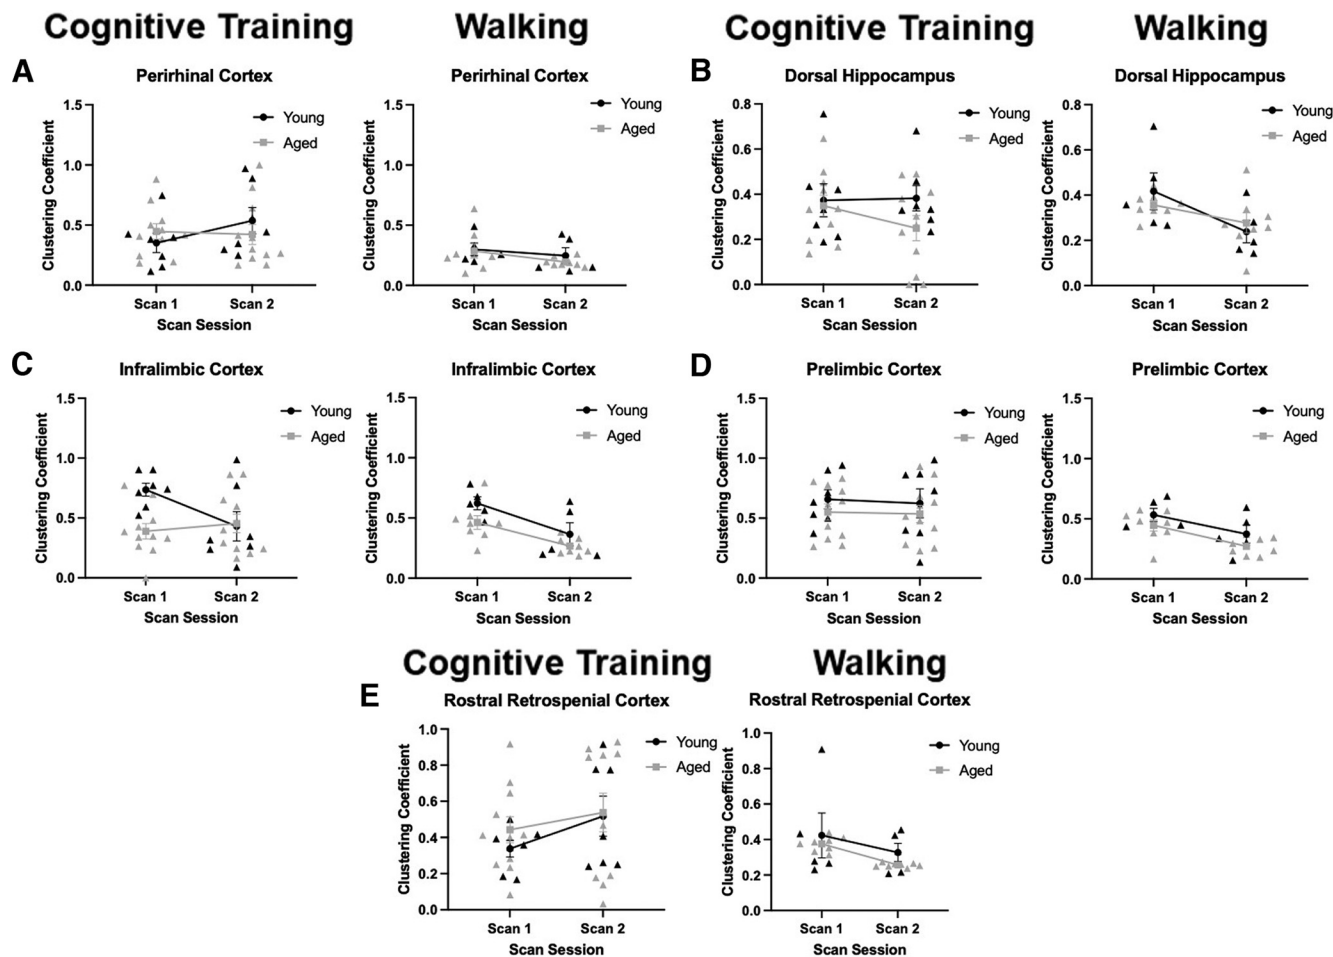 Cognitive Training
Walking
Cognitive Training
Walking
A
Perirhinal Cortex
Clustering Coefficient
1.5
1.0
0.5
0.0
Young
Aged
Scan 1
Scan 2
Scan Session
Perirhinal Cortex
Clustering Coefficient
1.5
1.0
0.5
0.0
Young
Aged
Scan 1
Scan 2
Scan Session
B
Dorsal Hippocampus
Clustering Coefficient
0.8
0.6
0.4
0.2
0.0
Young
Aged
Scan 1
Scan 2
Scan Session
Dorsal Hippocampus
Clustering Coefficient
0.8
0.6
0.4
0.2
0.0
Young
Aged
Scan 1
Scan 2
Scan Session
C
Infralimbic Cortex
Clustering Coefficient
1.5
1.0
0.5
0.0
Young
Aged
Scan 1
Scan 2
Scan Session
Infralimbic Cortex
Clustering Coefficient
1.5
1.0
0.5
0.0
Young
Aged
Scan 1
Scan 2
Scan Session
D
Prelimbic Cortex
Clustering Coefficient
1.5
1.0
0.5
0.0
Young
Aged
Scan 1
Scan 2
Scan Session
Prelimbic Cortex
Clustering Coefficient
1.5
1.0
0.5
0.0
Young
Aged
Scan 1
Scan 2
Scan Session
Cognitive Training
Walking
E
Rostral Retrospenial Cortex
Clustering Coefficient
1.0
0.8
0.6
0.4
0.2
0.0
Young
Aged
Scan 1
Scan 2
Scan Session
Rostral Retrospenial Cortex
Clustering Coefficient
1.0
0.8
0.6
0.4
0.2
0.0
Young
Aged
Scan 1
Scan 2
Scan Session